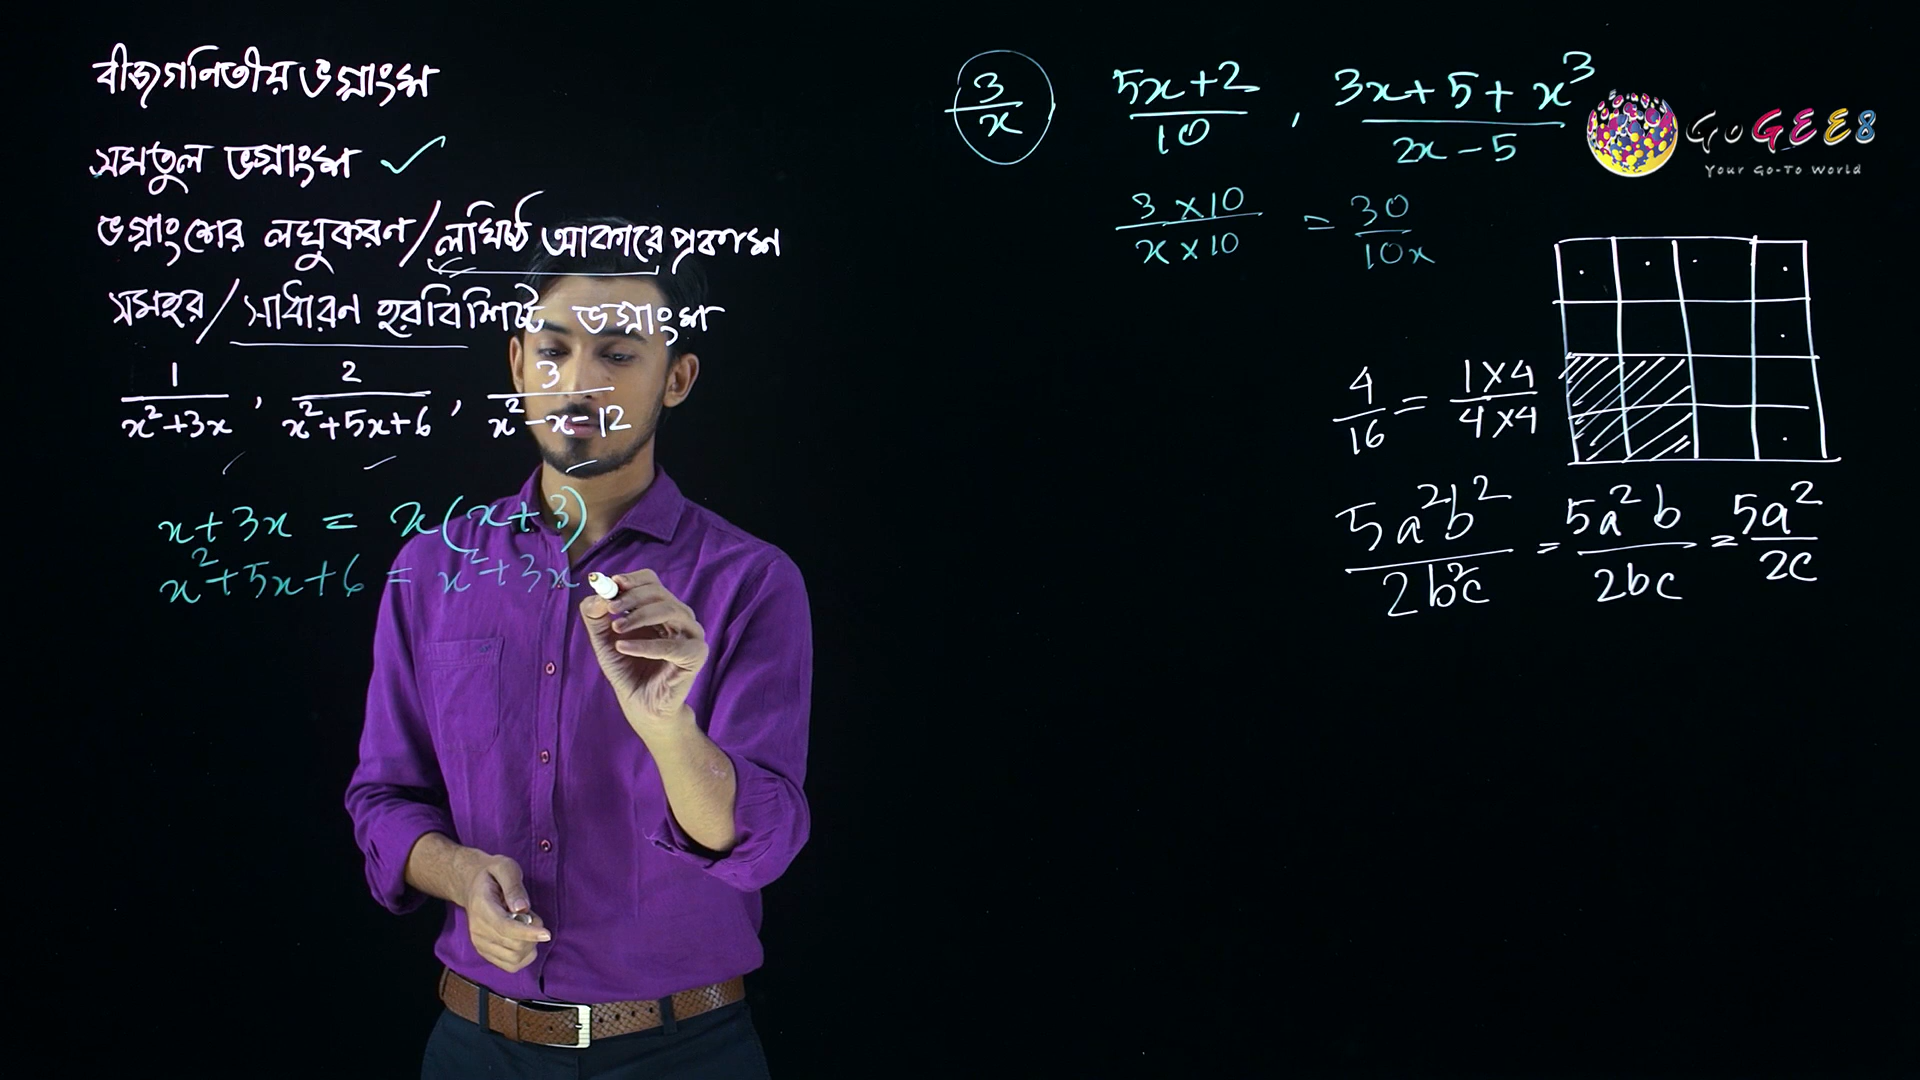 বীজগনিতীয় ভগ্নাংশ
সমতুল ভগ্নাংশ ✓
ভগ্নাংশের লঘুকরণ/লঘিষ্ঠ আকারে প্রকাশ
সমহর/সাধারন হরবিশিষ্ট ভগ্নাংশ
1/(x²+3x), 2/(x²+5x+6), 3/(x²-x-12)
x+3x = x(x+3)
x²+5x+6 = x²+3x
3/x (5x+2)/10, (3x+5+x³)/(2x-5)
(3×10)/(x×10) = 30/10x
4/16 = (1×4)/(4×4)
5a²b²/2b²c = 5a²b/2bc = 5a²/2c
GoGEE8
Your Go-To World